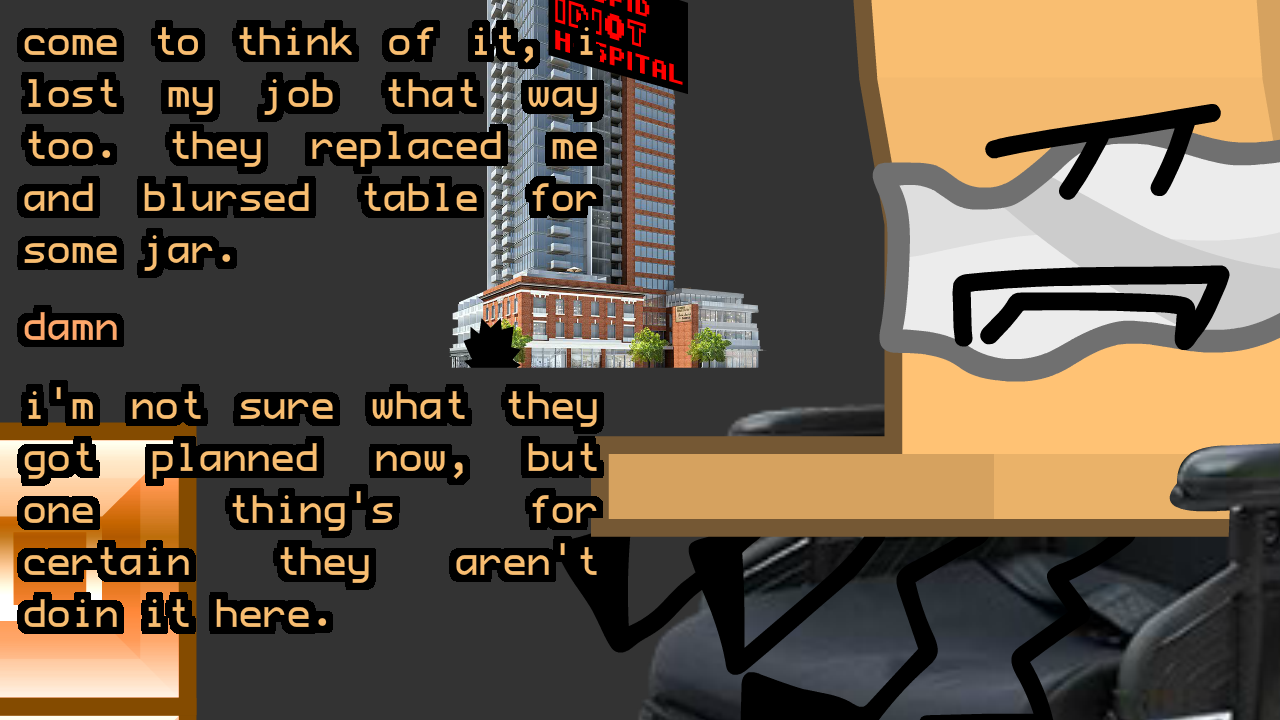 come to think of it, i
lost my job that way
too. they replaced me
and blursed table for
some jar.
damn
i'm not sure what they
got planned now, but
one thing's for
certain they aren't
doin it here.
IDIOT